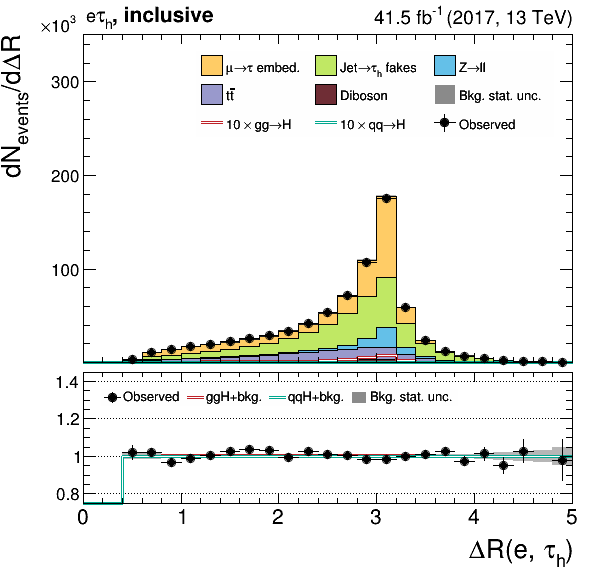 ×10³ eτh, inclusive 41.5 fb⁻¹ (2017, 13 TeV)
dNevents/dΔR
300
200
100
μ→τ embed. Jet→τh fakes Z→ll
tt̄ Diboson Bkg. stat. unc.
10 × gg→H 10 × qq→H Observed
1.4
1.2
1
0.8
Observed ggH+bkg. qqH+bkg. Bkg. stat. unc.
0 1 2 3 4 5
ΔR(e, τh)